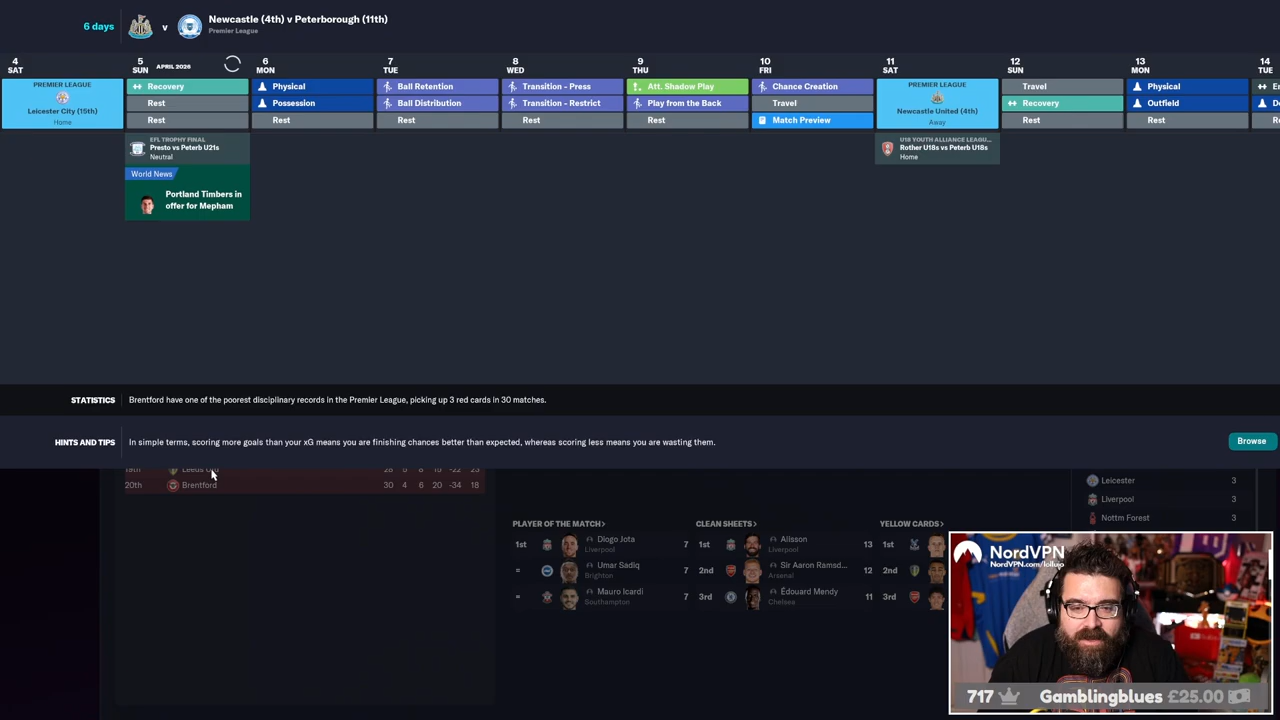 6 days
v
Newcastle (4th) v Peterborough (11th)
Premier League
4
SAT
5
SUN
APRIL 2026
6
MON
7
TUE
8
WED
9
THU
10
FRI
11
SAT
12
SUN
13
MON
14
TUE
PREMIER LEAGUE
Leicester City (15th)
Home
Recovery
Rest
Rest
Physical
Possession
Rest
Ball Retention
Ball Distribution
Rest
Transition - Press
Transition - Restrict
Rest
Att. Shadow Play
Play from the Back
Rest
Chance Creation
Travel
Match Preview
PREMIER LEAGUE
Newcastle United (4th)
Away
Travel
Recovery
Rest
Physical
Outfield
Rest
EFL TROPHY FINAL
Presto vs Peterb U21s
Neutral
U18 YOUTH ALLIANCE LEAGU...
Rother U18s vs Peterb U18s
Home
World News
Portland Timbers in
offer for Mepham
STATISTICS
Brentford have one of the poorest disciplinary records in the Premier League, picking up 3 red cards in 30 matches.
HINTS AND TIPS
In simple terms, scoring more goals than your xG means you are finishing chances better than expected, whereas scoring less means you are wasting them.
Browse
20th Brentford 30 4 6 20 -34 18
PLAYER OF THE MATCH>
1st Diogo Jota 7
Liverpool
= Umar Sadiq 7
Brighton
= Mauro Icardi 7
Southampton
CLEAN SHEETS>
1st Alisson 13
Liverpool
2nd Sir Aaron Ramsd... 12
Arsenal
3rd Édouard Mendy 11
Chelsea
YELLOW CARDS>
1st
2nd
3rd
Leicester 3
Liverpool 3
Nottm Forest 3
NordVPN
NordVPN.com/lollujo
717
Gamblingblues £25.00